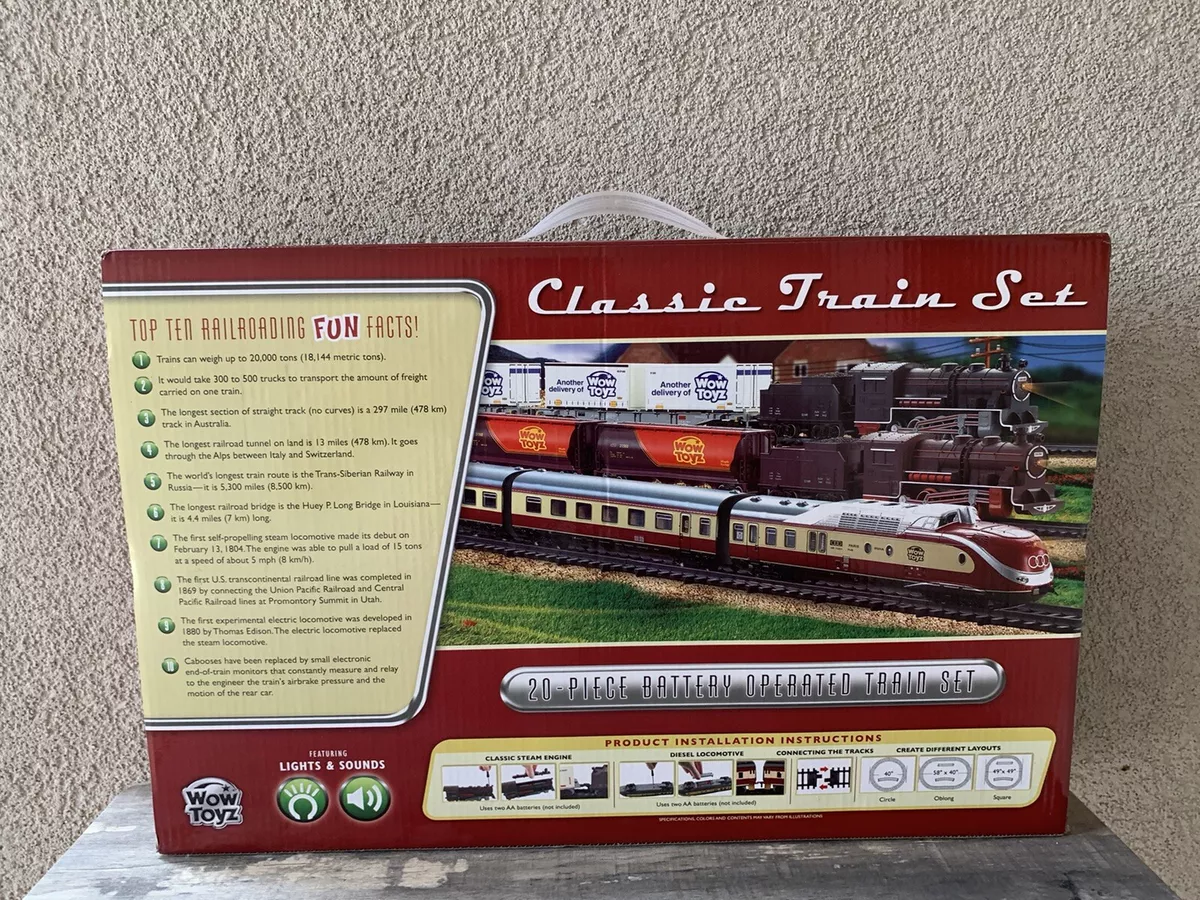 Classic Train Set
TOP TEN RAILROADING FUN FACTS!
1 Trains can weigh up to 20,000 tons (18,144 metric tons).
2 It would take 300 to 500 trucks to transport the amount of freight
carried on one train.
3 The longest section of straight track (no curves) is a 297 mile (478 km)
track in Australia.
4 The longest railroad tunnel on land is 13 miles (478 km). It goes
through the Alps between Italy and Switzerland.
5 The world's longest train route is the Trans-Siberian Railway in
Russia—it is 5,300 miles (8,500 km).
6 The longest railroad bridge is the Huey P. Long Bridge in Louisiana—
it is 4.4 miles (7 km) long.
7 The first self-propelling steam locomotive made its debut on
February 13, 1804. The engine was able to pull a load of 15 tons
at a speed of about 5 mph (8 km/h).
8 The first U.S. transcontinental railroad line was completed in
1869 by connecting the Union Pacific Railroad and Central
Pacific Railroad lines at Promontory Summit in Utah.
9 The first experimental electric locomotive was developed in
1880 by Thomas Edison. The electric locomotive replaced
the steam locomotive.
10 Cabooses have been replaced by small electronic
end-of-train monitors that constantly measure and relay
to the engineer the train's airbrake pressure and the
motion of the rear car.
WOW TOYZ
Another
delivery of
WOW
TOYZ
Another
delivery of
WOW
TOYZ
WOW
TOYZ
WOW
TOYZ
WOW
TOYZ
20-PIECE BATTERY OPERATED TRAIN SET
FEATURING
LIGHTS & SOUNDS
WOW
TOYZ
PRODUCT INSTALLATION INSTRUCTIONS
CLASSIC STEAM ENGINE
Uses two AA batteries (not included)
DIESEL LOCOMOTIVE
Uses two AA batteries (not included)
CONNECTING THE TRACKS
CREATE DIFFERENT LAYOUTS
40"
Circle
58" x 40"
Oblong
49" x 49"
Square
SPECIFICATIONS, COLORS AND CONTENTS MAY VARY FROM ILLUSTRATIONS